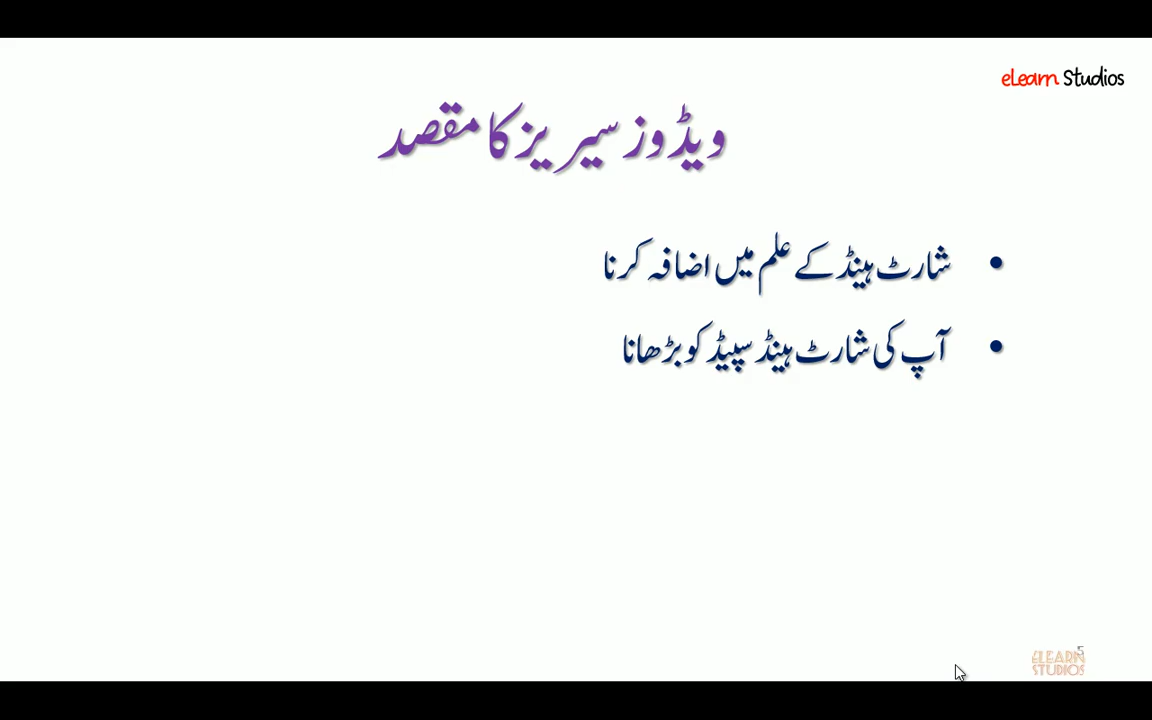 eLearn Studios
ویڈوز سیریز کا مقصد
• شارٹ ہینڈ کے علم میں اضافہ کرنا
• آپ کی شارٹ ہینڈ سپیڈ کو بڑھانا
5
ELEARN
STUDIOS